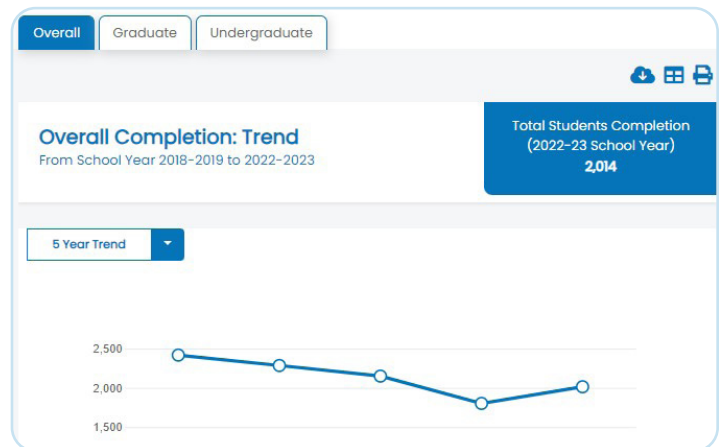 Overall
Graduate
Undergraduate
Overall Completion: Trend
From School Year 2018-2019 to 2022-2023
Total Students Completion
(2022-23 School Year)
2,014
5 Year Trend
2,500
2,000
1,500